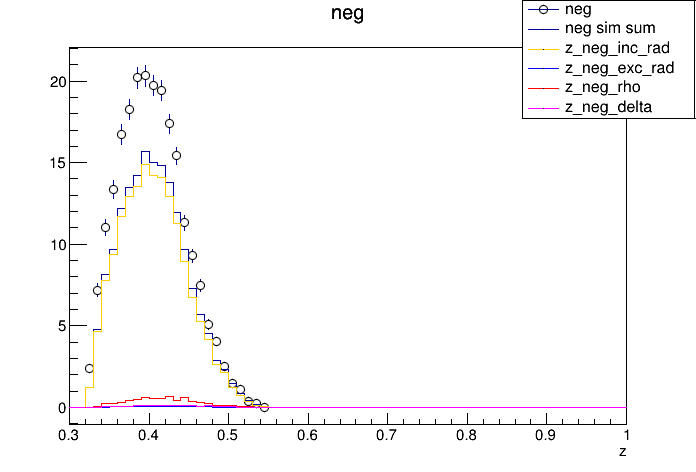 neg
neg
neg sim sum
z_neg_inc_rad
z_neg_exc_rad
z_neg_rho
z_neg_delta
20
15
10
5
0
0.3 0.4 0.5 0.6 0.7 0.8 0.9 1
z